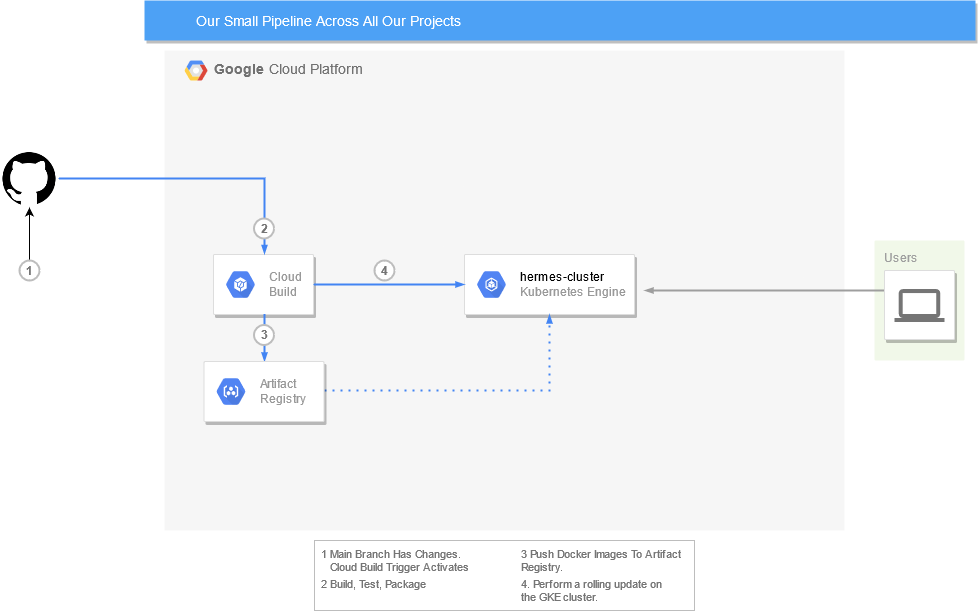 Our Small Pipeline Across All Our Projects
Google Cloud Platform
1
2
Cloud
Build
4
hermes-cluster
Kubernetes Engine
Users
3
Artifact
Registry
1 Main Branch Has Changes.
Cloud Build Trigger Activates
2 Build, Test, Package
3 Push Docker Images To Artifact
Registry.
4. Perform a rolling update on
the GKE cluster.